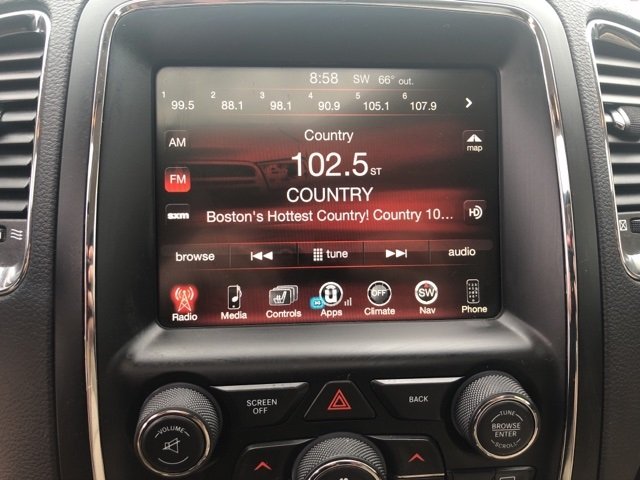 8:58 SW 66° out.
1 99.5 2 88.1 3 98.1 4 90.9 5 105.1 6 107.9
AM
Country
map
FM
102.5 ST
COUNTRY
sxm
Boston's Hottest Country! Country 10...
HD
browse tune audio
Radio Media Controls Apps OFF Climate SW Nav Phone
SCREEN OFF
BACK
VOLUME
TUNE
BROWSE
ENTER